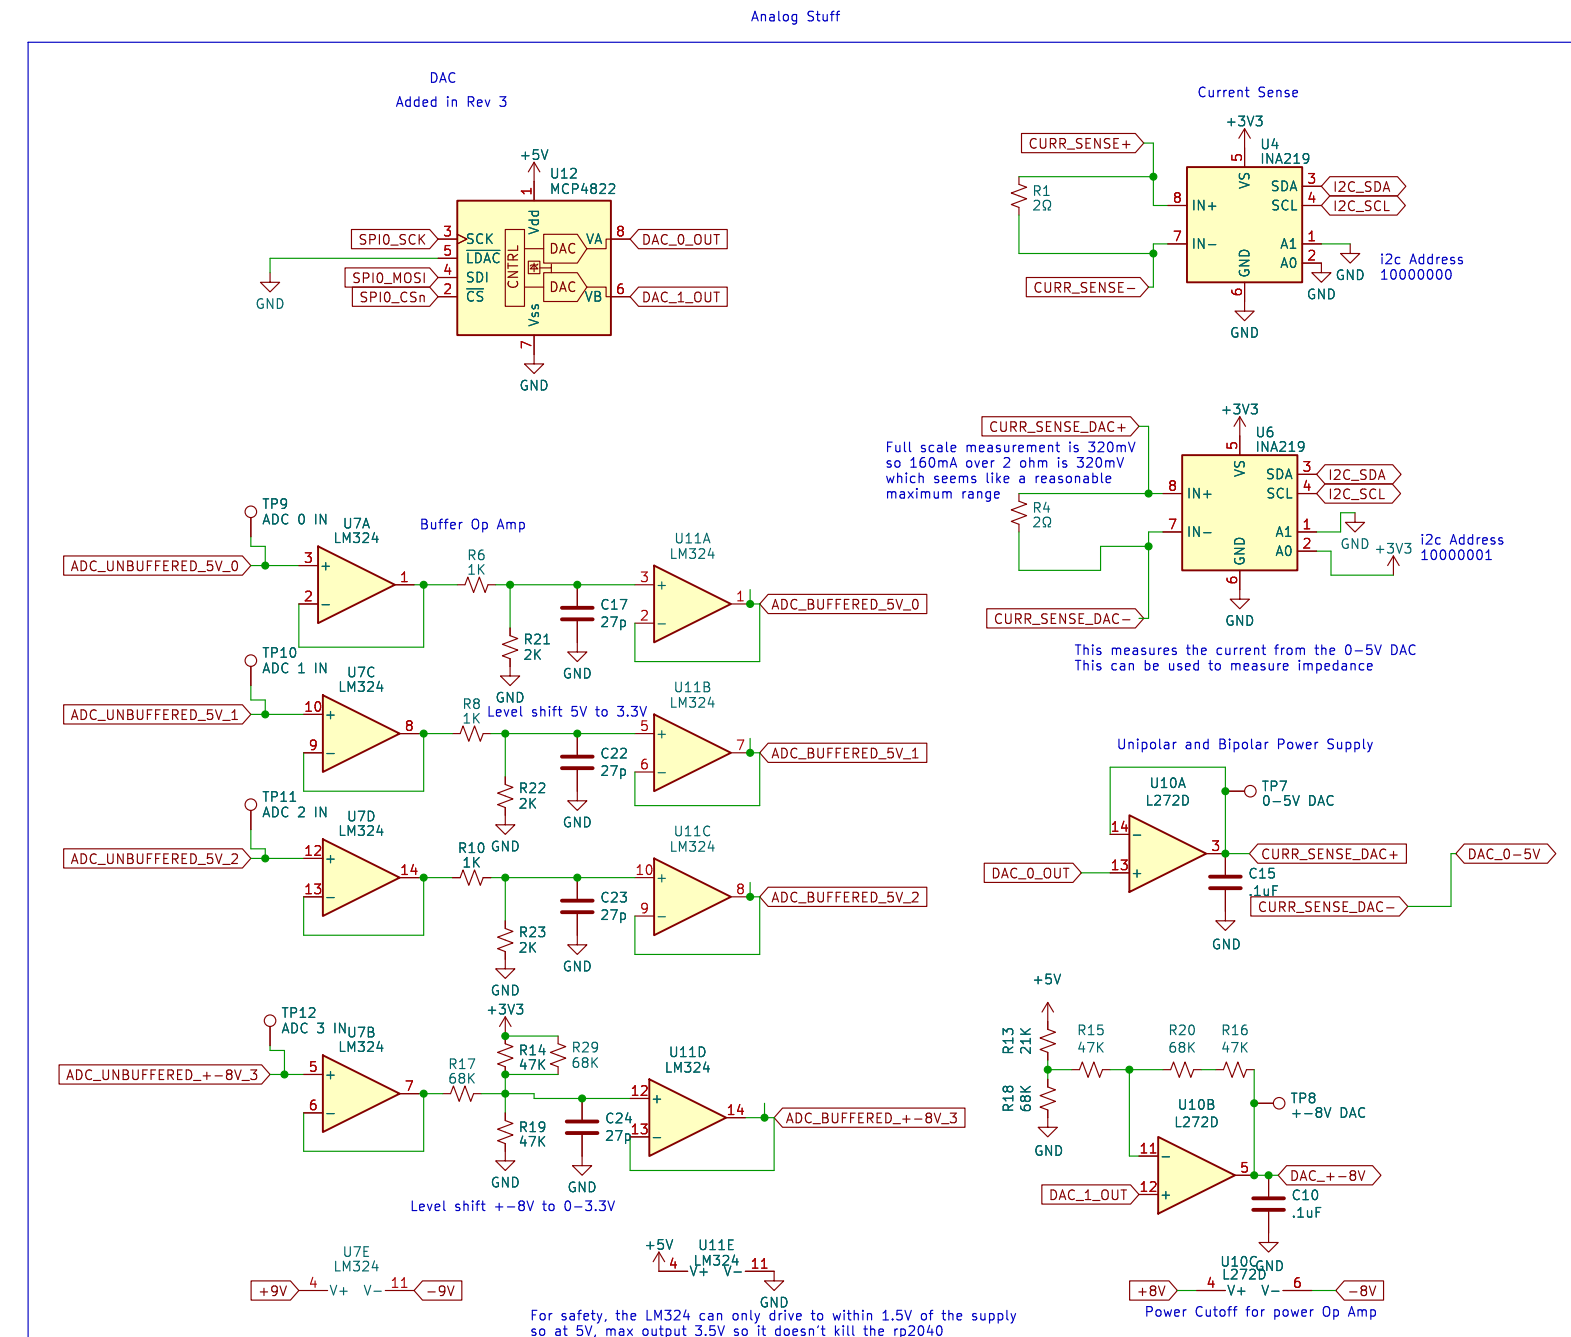 Analog Stuff
DAC
Added in Rev 3
+5V
U12
MCP4822
1
Vdd
SPI0_SCK
3
SCK
5
LDAC
SPI0_MOSI
4
SDI
SPI0_CSn
2
CS
CNTRL
DAC
DAC
VA
8
DAC_0_OUT
VB
6
DAC_1_OUT
Vss
7
GND
GND
Current Sense
+3V3
U4
INA219
CURR_SENSE+
5
VS
R1
2Ω
8
IN+
7
IN-
SDA
3
I2C_SDA
SCL
4
I2C_SCL
A1
1
A0
2
GND
6
GND
GND
GND
CURR_SENSE-
i2c Address
10000000
+3V3
U6
INA219
CURR_SENSE_DAC+
Full scale measurement is 320mV
so 160mA over 2 ohm is 320mV
which seems like a reasonable
maximum range
5
VS
R4
2Ω
8
IN+
7
IN-
SDA
3
I2C_SDA
SCL
4
I2C_SCL
A1
1
A0
2
GND
6
GND
GND
+3V3
CURR_SENSE_DAC-
i2c Address
10000001
This measures the current from the 0-5V DAC
This can be used to measure impedance
Buffer Op Amp
TP9
ADC 0 IN
U7A
LM324
ADC_UNBUFFERED_5V_0
3
+
2
-
1
R6
1K
R21
2K
GND
C17
27p
GND
U11A
LM324
3
+
2
-
1
ADC_BUFFERED_5V_0
TP10
ADC 1 IN
U7C
LM324
ADC_UNBUFFERED_5V_1
10
+
9
-
8
R8
1K
Level shift 5V to 3.3V
R22
2K
GND
C22
27p
GND
U11B
LM324
5
+
6
-
7
ADC_BUFFERED_5V_1
TP11
ADC 2 IN
U7D
LM324
ADC_UNBUFFERED_5V_2
12
+
13
-
14
R10
1K
R23
2K
GND
C23
27p
GND
U11C
LM324
10
+
9
-
8
ADC_BUFFERED_5V_2
TP12
ADC 3 IN
U7B
LM324
ADC_UNBUFFERED_+-8V_3
5
+
6
-
7
R17
68K
+3V3
R14
47K
R29
68K
R19
47K
GND
C24
27p
GND
U11D
LM324
12
+
13
-
14
ADC_BUFFERED_+-8V_3
Level shift +-8V to 0-3.3V
Unipolar and Bipolar Power Supply
U10A
L272D
TP7
0-5V DAC
14
-
13
+
3
DAC_0_OUT
CURR_SENSE_DAC+
C15
.1uF
CURR_SENSE_DAC-
GND
DAC_0-5V
+5V
R13
21K
R18
68K
GND
R15
47K
R20
68K
R16
47K
TP8
+-8V DAC
U10B
L272D
11
-
12
+
5
DAC_1_OUT
DAC_+-8V
C10
.1uF
GND
U7E
LM324
+9V
4
V+
V-
11
-9V
+5V
U11E
LM324
4
V+
V-
11
GND
For safety, the LM324 can only drive to within 1.5V of the supply
so at 5V, max output 3.5V so it doesn't kill the rp2040
U10C
L272D
+8V
4
V+
V-
6
-8V
Power Cutoff for power Op Amp